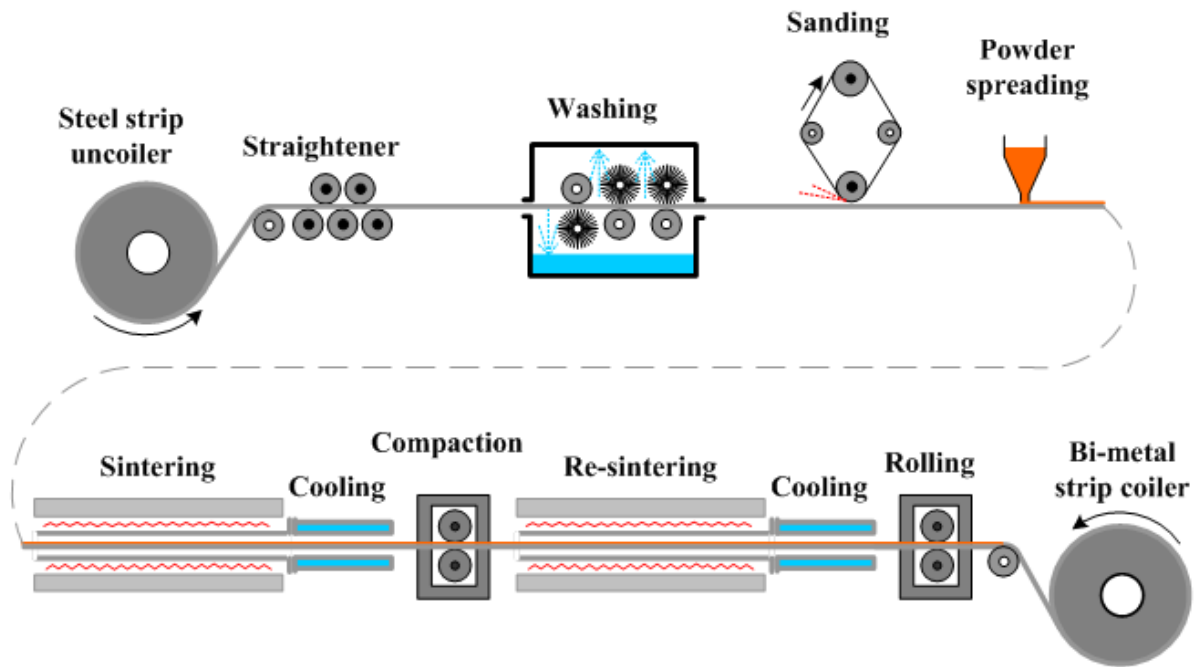 Steel strip
uncoiler
Straightener
Washing
Sanding
Powder
spreading
Sintering
Cooling
Compaction
Re-sintering
Cooling
Rolling
Bi-metal
strip coiler